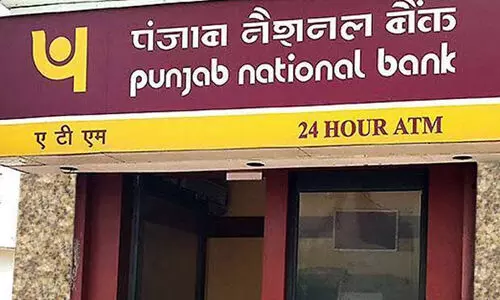 पंजाब नैशनल बैंक
punjab national bank
ए टी एम 24 HOUR ATM